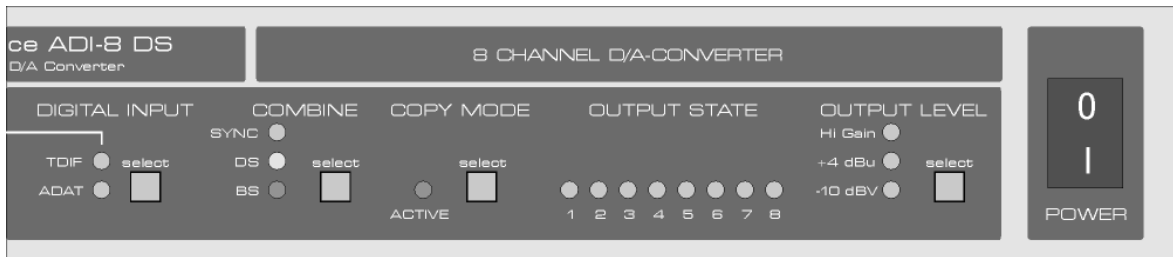 ce ADI-8 DS
D/A Converter
8 CHANNEL D/A-CONVERTER
DIGITAL INPUT
TDIF
ADAT
select
COMBINE
SYNC
DS
BS
select
COPY MODE
ACTIVE
select
OUTPUT STATE
1 2 3 4 5 6 7 8
OUTPUT LEVEL
Hi Gain
+4 dBu
-10 dBV
select
0
I
POWER